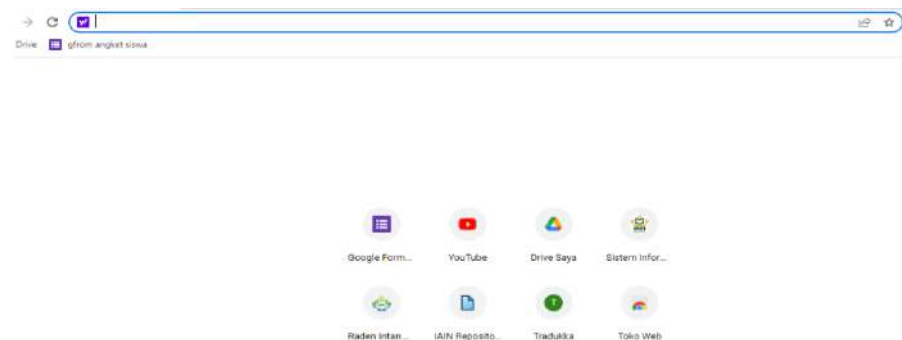 Drive gfrom angket siswa
Google Form... YouTube Drive Saya Sistem Infor...
T
Raden Intan... IAIN Reposito... Tradukka Toko Web